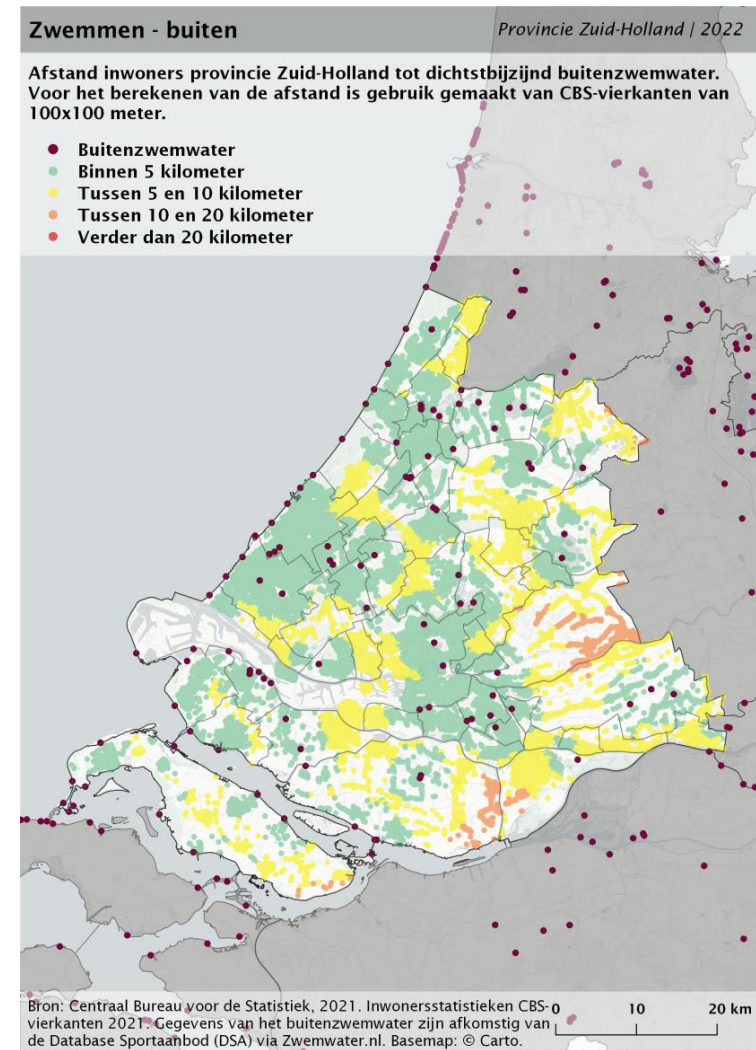 Zwemmen - buiten
Provincie Zuid-Holland | 2022
Afstand inwoners provincie Zuid-Holland tot dichtstbijzijnd buitenzwemwater.
Voor het berekenen van de afstand is gebruik gemaakt van CBS-vierkanten van
100x100 meter.
Buitenzwemwater
Binnen 5 kilometer
Tussen 5 en 10 kilometer
Tussen 10 en 20 kilometer
Verder dan 20 kilometer
Bron: Centraal Bureau voor de Statistiek, 2021. Inwonersstatistieken CBS-
vierkanten 2021. Gegevens van het buitenzwemwater zijn afkomstig van
de Database Sportaanbod (DSA) via Zwemwater.nl. Basemap: © Carto.
0 10 20 km